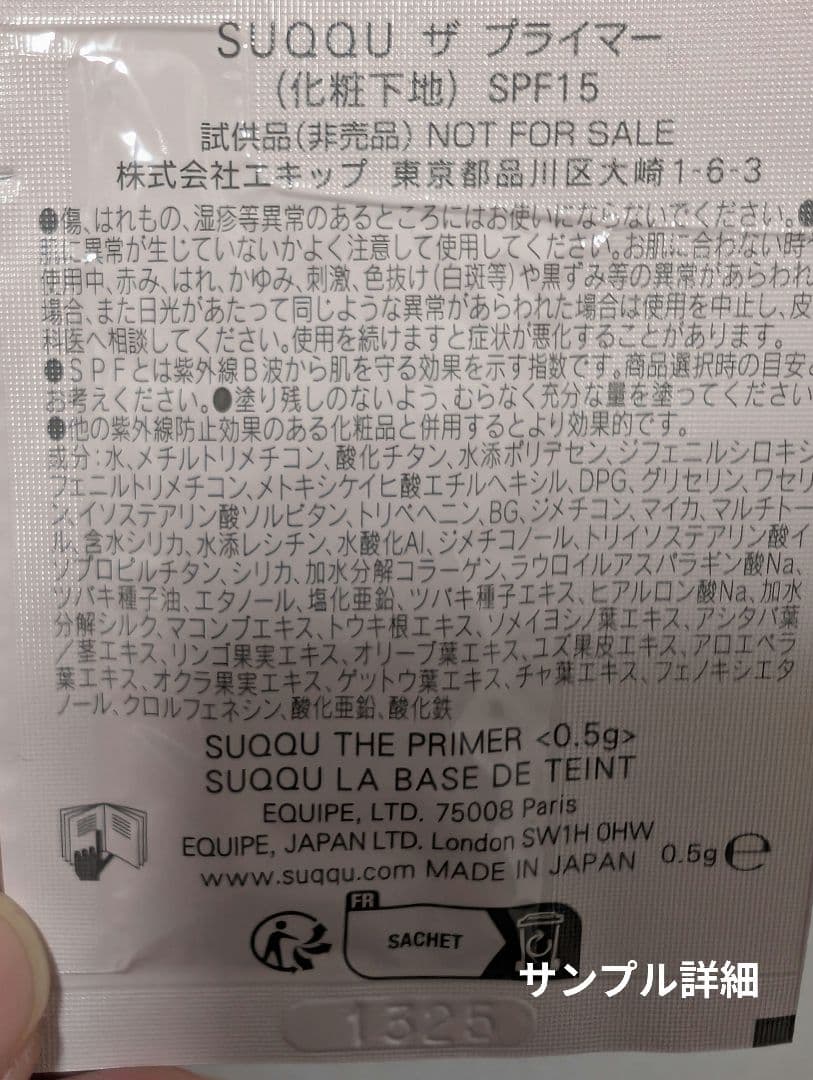 SUQQU ザ プライマー
(化粧下地) SPF15
試供品(非売品) NOT FOR SALE
株式会社エキップ 東京都品川区大崎1-6-3
●傷、はれもの、湿疹等異常のあるところにはお使いにならないでください。●
肌に異常が生じていないかよく注意して使用してください。お肌に合わない時や
使用中、赤み、はれ、かゆみ、刺激、色抜け(白斑等)や黒ずみ等の異常があらわれ
場合、また日光があたって同じような異常があらわれた場合は使用を中止し、皮
科医へ相談してください。使用を続けますと症状が悪化することがあります。
●SPFとは紫外線B波から肌を守る効果を示す指数です。商品選択時の目安と
お考えください。●塗り残しのないよう、むらなく充分な量を塗ってください
●他の紫外線防止効果のある化粧品と併用するとより効果的です。
成分:水、メチルトリメチコン、酸化チタン、水添ポリデセン、ジフェニルシロキシ
フェニルトリメチコン、メトキシケイヒ酸エチルヘキシル、DPG、グリセリン、ワセリ
ン、イソステアリン酸ソルビタン、トリベヘニン、BG、ジメチコン、マイカ、マルチトー
ル、含水シリカ、水添レシチン、水酸化Al、ジメチコノール、トリイソステアリン酸イ
ソプロピルチタン、シリカ、加水分解コラーゲン、ラウロイルアスパラギン酸Na、
ツバキ種子油、エタノール、塩化亜鉛、ツバキ種子エキス、ヒアルロン酸Na、加水
分解シルク、マコンブエキス、トウキ根エキス、ソメイヨシノ葉エキス、アシタバ葉
/茎エキス、リンゴ果実エキス、オリーブ葉エキス、ユズ果皮エキス、アロエベラ
葉エキス、オクラ果実エキス、ゲットウ葉エキス、チャ葉エキス、フェノキシエタ
ノール、クロルフェネシン、酸化亜鉛、酸化鉄
SUQQU THE PRIMER <0.5g>
SUQQU LA BASE DE TEINT
EQUIPE, LTD. 75008 Paris
EQUIPE, JAPAN LTD. London SW1H 0HW
www.suqqu.com MADE IN JAPAN 0.5g ℮
FR
SACHET
サンプル詳細
1325